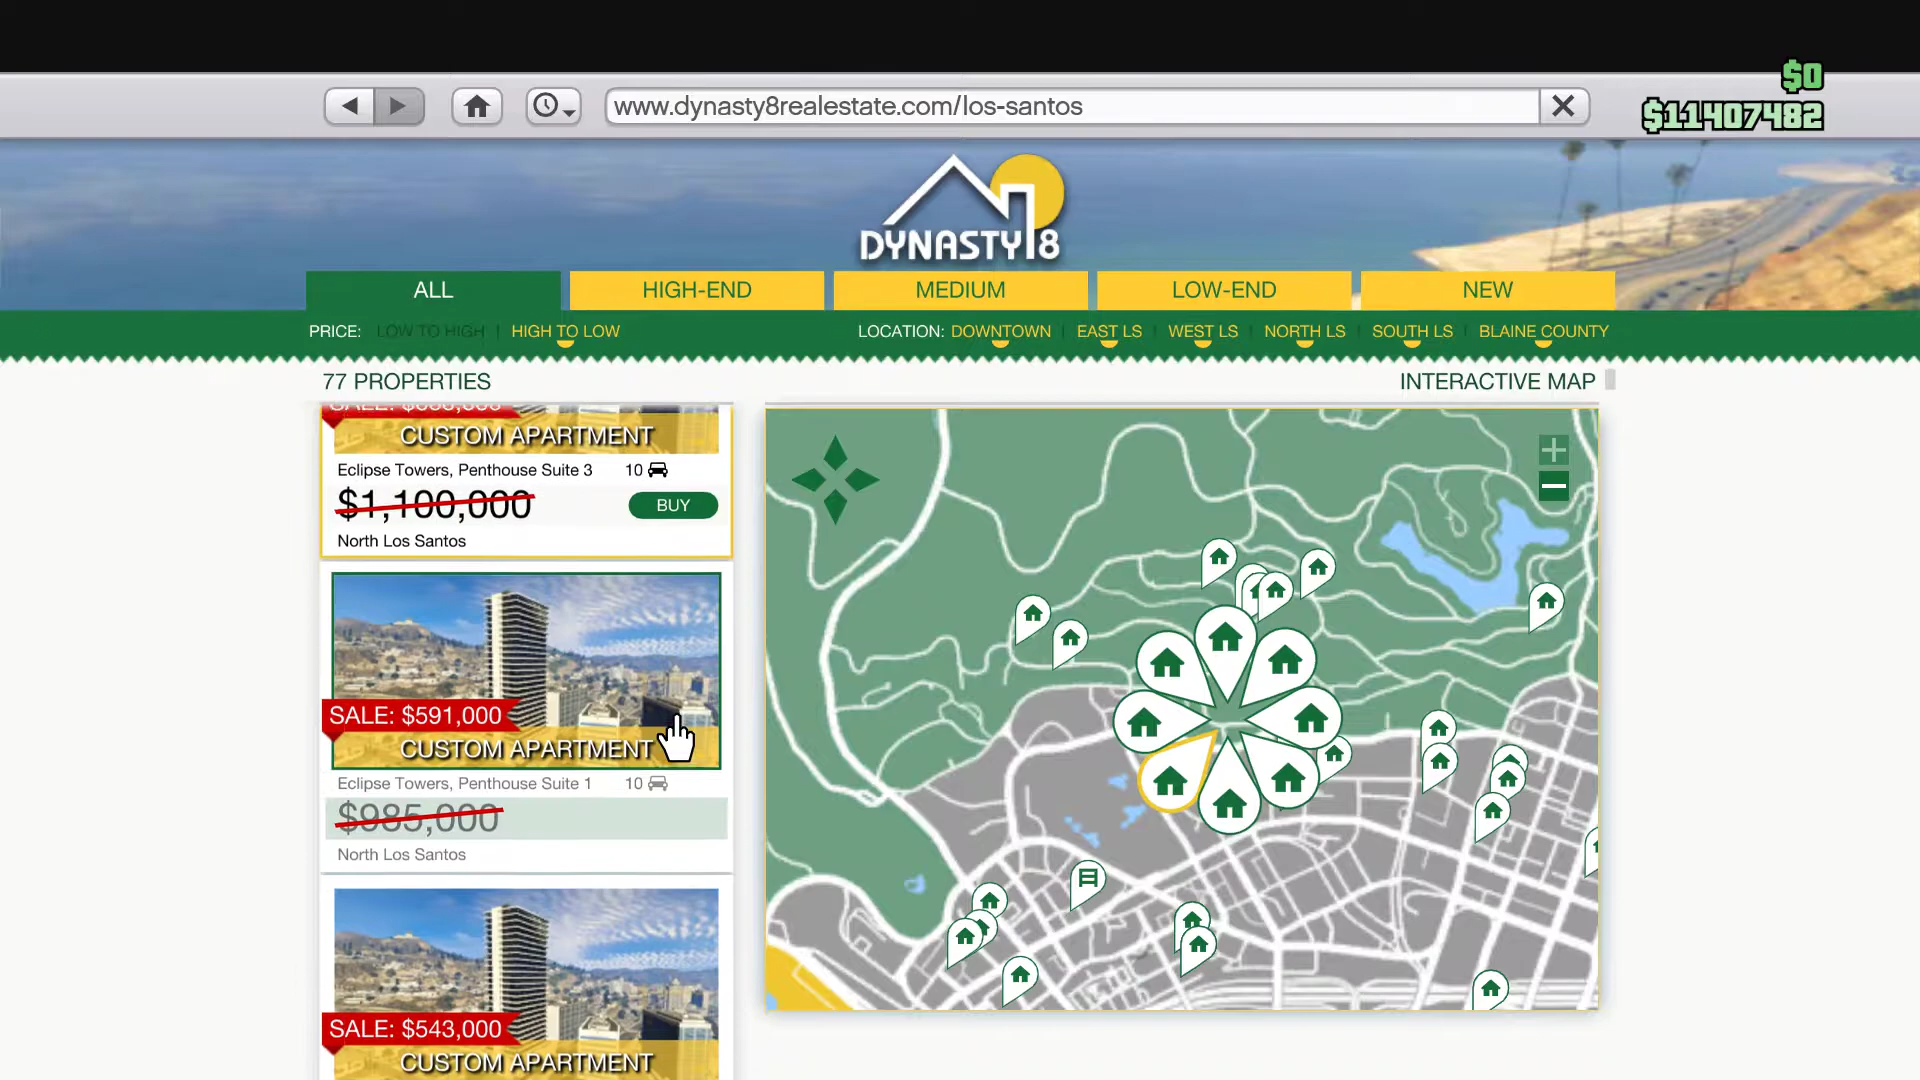 $0
$11407482
www.dynasty8realestate.com/los-santos
DYNASTY8
ALL
HIGH-END
MEDIUM
LOW-END
NEW
PRICE: LOW TO HIGH | HIGH TO LOW
LOCATION: DOWNTOWN | EAST LS | WEST LS | NORTH LS | SOUTH LS | BLAINE COUNTY
77 PROPERTIES
INTERACTIVE MAP
CUSTOM APARTMENT
Eclipse Towers, Penthouse Suite 3 10
$1,100,000
BUY
North Los Santos
SALE: $591,000
CUSTOM APARTMENT
Eclipse Towers, Penthouse Suite 1 10
$985,000
North Los Santos
SALE: $543,000
CUSTOM APARTMENT